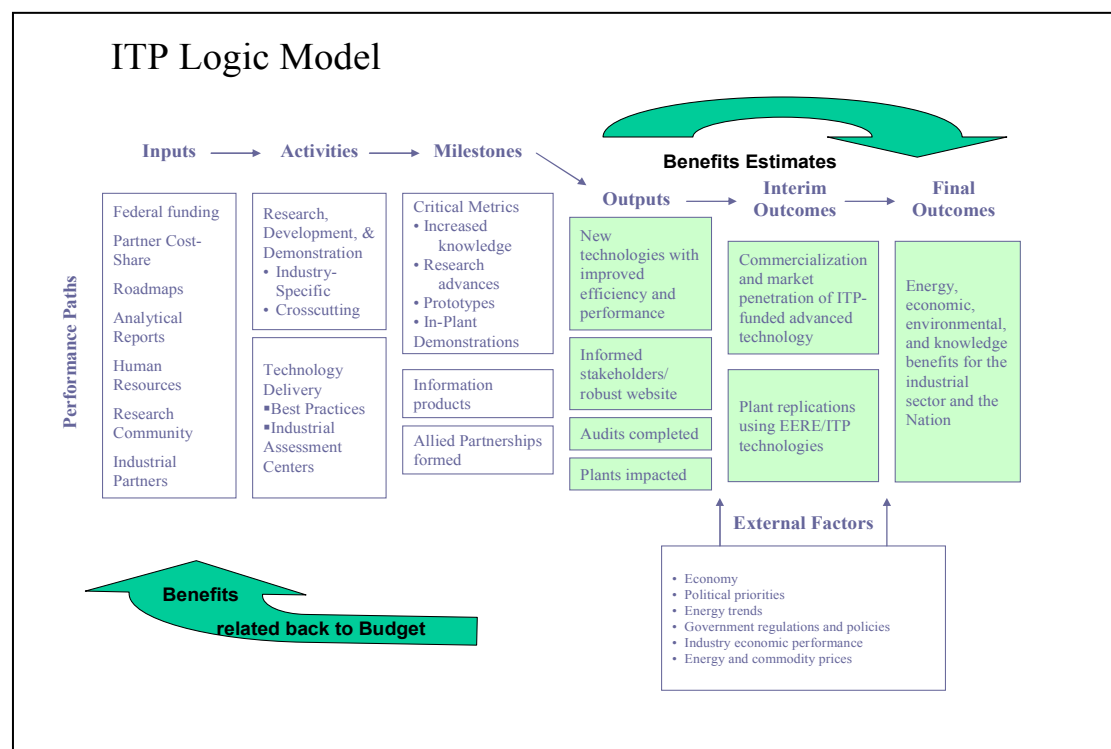 ITP Logic Model
Benefits Estimates
Inputs
Activities
Milestones
Outputs
Interim
Outcomes
Final
Outcomes
Performance Paths
Federal funding
Partner Cost-
Share
Roadmaps
Analytical
Reports
Human
Resources
Research
Community
Industrial
Partners
Research,
Development, &
Demonstration
• Industry-
Specific
• Crosscutting
Technology
Delivery
▪Best Practices
▪Industrial
Assessment
Centers
Critical Metrics
• Increased
knowledge
• Research
advances
• Prototypes
• In-Plant
Demonstrations
Information
products
Allied Partnerships
formed
New
technologies with
improved
efficiency and
performance
Informed
stakeholders/
robust website
Audits completed
Plants impacted
Commercialization
and market
penetration of ITP-
funded advanced
technology
Plant replications
using EERE/ITP
technologies
Energy,
economic,
environmental,
and knowledge
benefits for the
industrial
sector and the
Nation
External Factors
• Economy
• Political priorities
• Energy trends
• Government regulations and policies
• Industry economic performance
• Energy and commodity prices
Benefits
related back to Budget